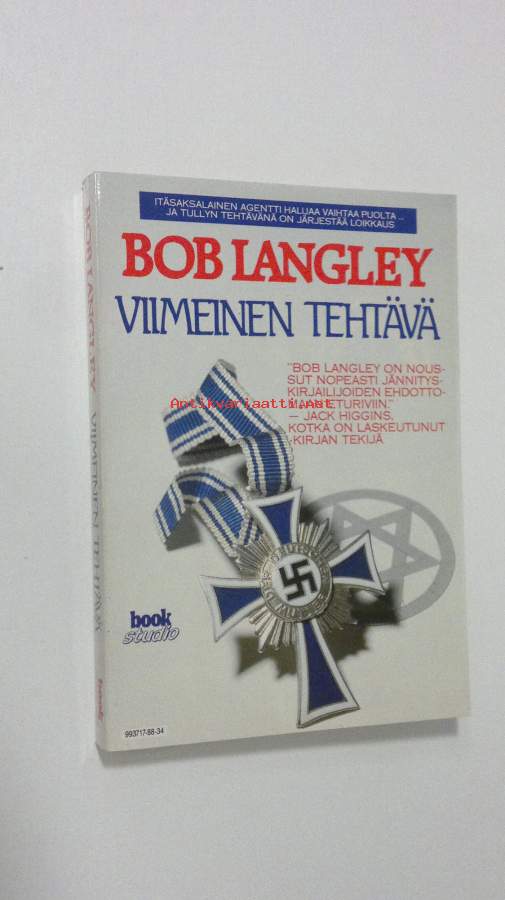 ITÄSAKSALAINEN AGENTTI HALUAA VAIHTAA PUOLTA ...
JA TULLYN TEHTÄVÄNÄ ON JÄRJESTÄÄ LOIKKAUS
BOB LANGLEY
VIIMEINEN TEHTÄVÄ
"BOB LANGLEY ON NOUS-
SUT NOPEASTI JÄNNITYS-
KIRJAILIJOIDEN EHDOTTO-
MAAN ETURIVIIN."
— JACK HIGGINS,
KOTKA ON LASKEUTUNUT
-KIRJAN TEKIJÄ
Antikvariaatti.net
book
studio
993717-88-34
BOB LANGLEY VIIMEINEN TEHTÄVÄ
book